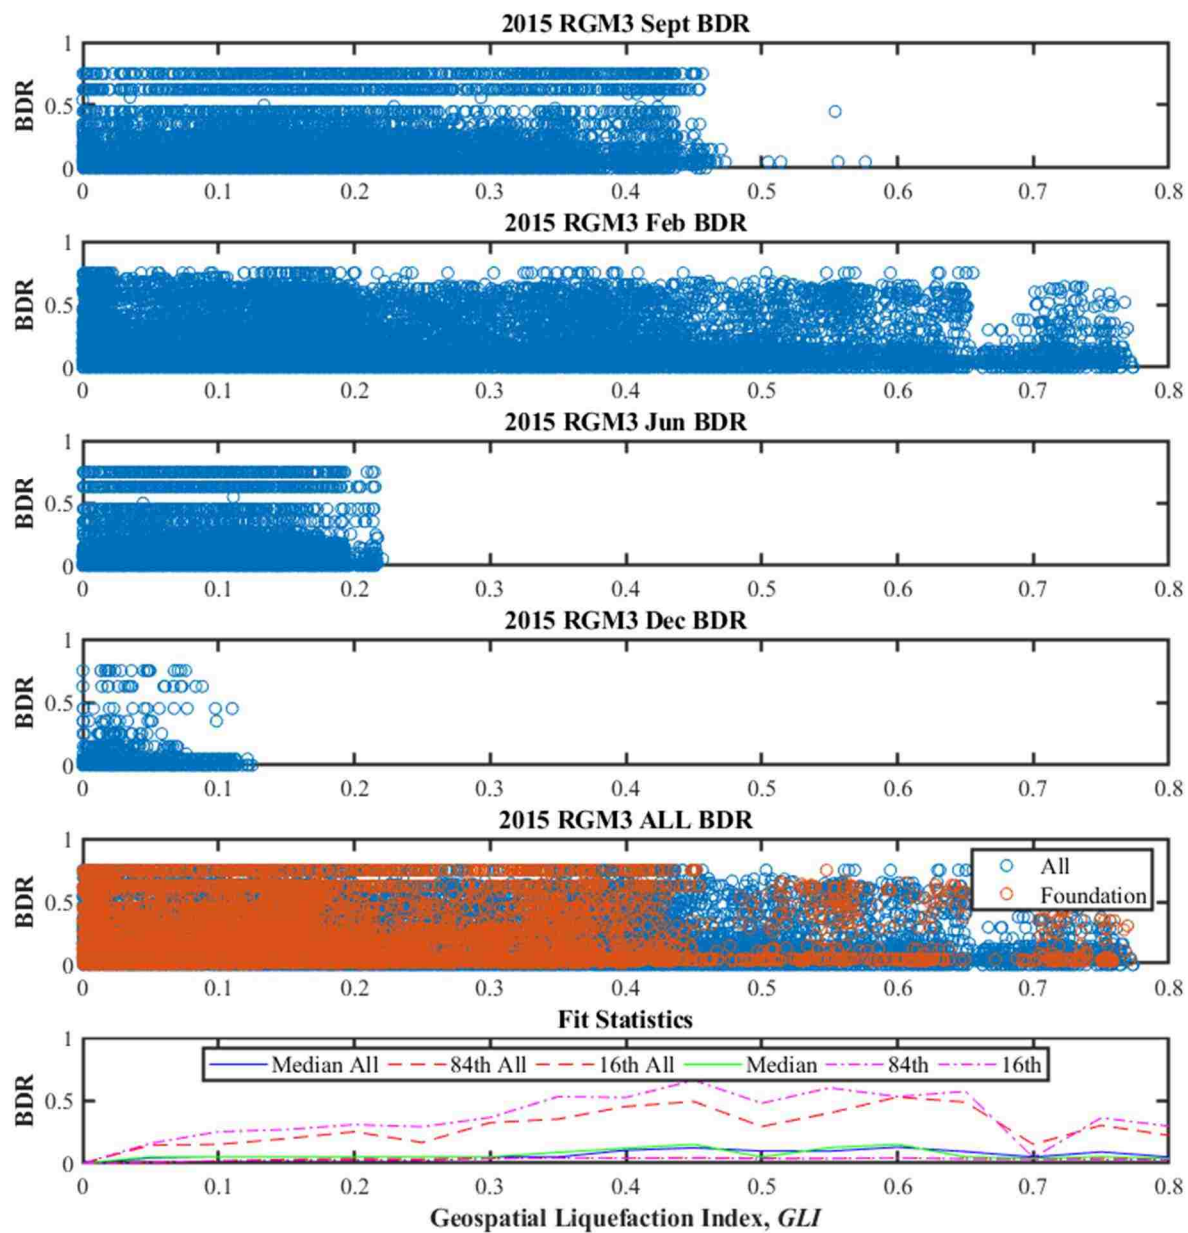 2015 RGM3 Sept BDR
1
0.5
0
BDR
0 0.1 0.2 0.3 0.4 0.5 0.6 0.7 0.8
2015 RGM3 Feb BDR
1
0.5
0
BDR
0 0.1 0.2 0.3 0.4 0.5 0.6 0.7 0.8
2015 RGM3 Jun BDR
1
0.5
0
BDR
0 0.1 0.2 0.3 0.4 0.5 0.6 0.7 0.8
2015 RGM3 Dec BDR
1
0.5
0
BDR
0 0.1 0.2 0.3 0.4 0.5 0.6 0.7 0.8
2015 RGM3 ALL BDR
1
0.5
0
BDR
All
Foundation
0 0.1 0.2 0.3 0.4 0.5 0.6 0.7 0.8
Fit Statistics
1
0.5
0
BDR
Median All 84th All 16th All Median 84th 16th
0 0.1 0.2 0.3 0.4 0.5 0.6 0.7 0.8
Geospatial Liquefaction Index, GLI